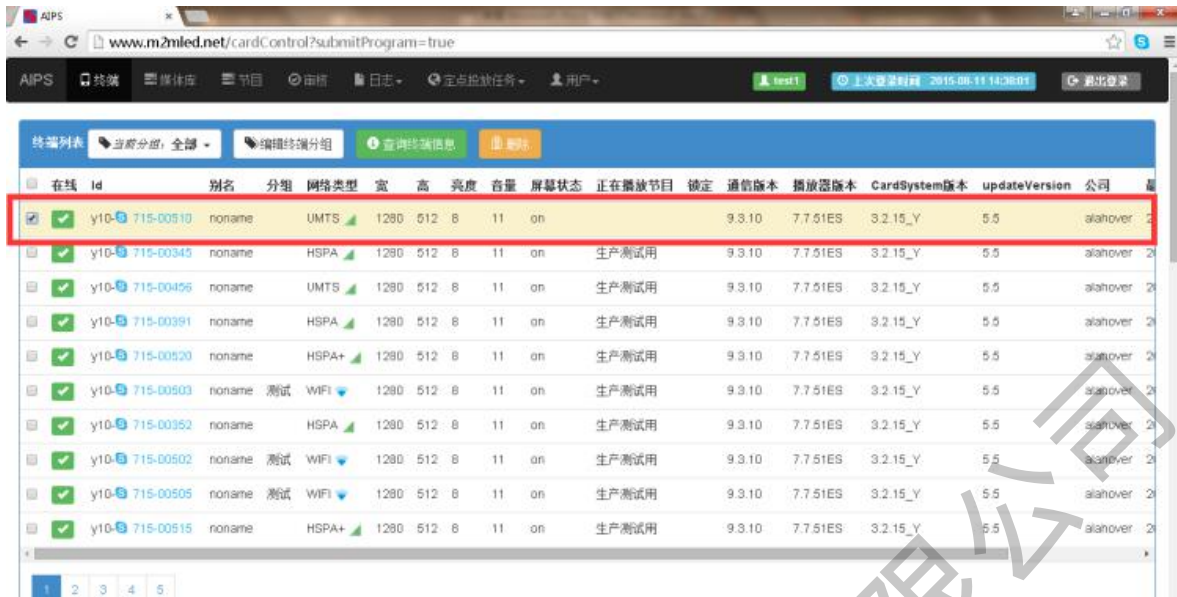 AIPS
www.m2mled.net/cardControl?submitProgram=true
AIPS 终端 媒体库 节目 审核 日志 定点投放任务 用户 test1 上次登录时间 2015-08-11 14:38:01 退出登录
终端列表 当前分组: 全部 编辑终端分组 查询终端信息 删除
在线 Id 别名 分组 网络类型 宽 高 亮度 音量 屏幕状态 正在播放节目 锁定 通信版本 播放器版本 CardSystem版本 updateVersion 公司
y10-715-00510 noname UMTS 1280 512 8 11 on 9.3.10 7.7.51ES 3.2.15_Y 5.5 alahover 2
y10-715-00345 noname HSPA 1280 512 8 11 on 生产测试用 9.3.10 7.7.51ES 3.2.15_Y 5.5 alahover 20
y10-715-00456 noname UMTS 1280 512 8 11 on 生产测试用 9.3.10 7.7.51ES 3.2.15_Y 5.5 alahover 20
y10-715-00391 noname HSPA 1280 512 8 11 on 生产测试用 9.3.10 7.7.51ES 3.2.15_Y 5.5 alahover 20
y10-715-00520 noname HSPA+ 1280 512 8 11 on 生产测试用 9.3.10 7.7.51ES 3.2.15_Y 5.5 alahover 20
y10-715-00503 noname 测试 WIFI 1280 512 8 11 on 生产测试用 9.3.10 7.7.51ES 3.2.15_Y 5.5 alahover 20
y10-715-00352 noname HSPA 1280 512 8 11 on 生产测试用 9.3.10 7.7.51ES 3.2.15_Y 5.5 alahover 20
y10-715-00502 noname 测试 WIFI 1280 512 8 11 on 生产测试用 9.3.10 7.7.51ES 3.2.15_Y 5.5 alahover 20
y10-715-00505 noname 测试 WIFI 1280 512 8 11 on 生产测试用 9.3.10 7.7.51ES 3.2.15_Y 5.5 alahover 20
y10-715-00515 noname HSPA+ 1280 512 8 11 on 生产测试用 9.3.10 7.7.51ES 3.2.15_Y 5.5 alahover 20
1 2 3 4 5
限公司